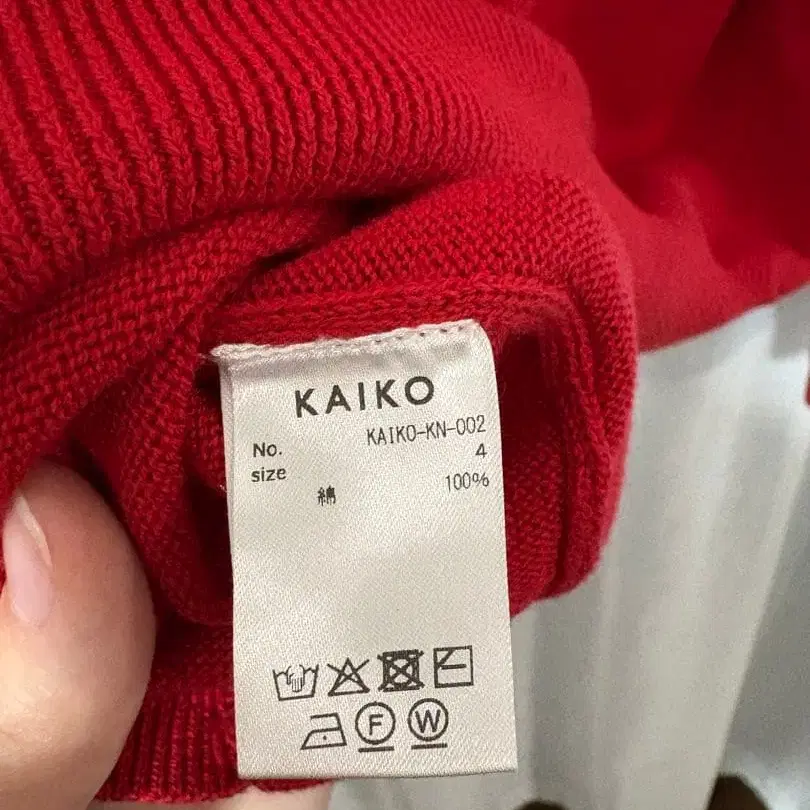 KAIKO
No. KAIKO-KN-002
size 4
綿 100%
F W